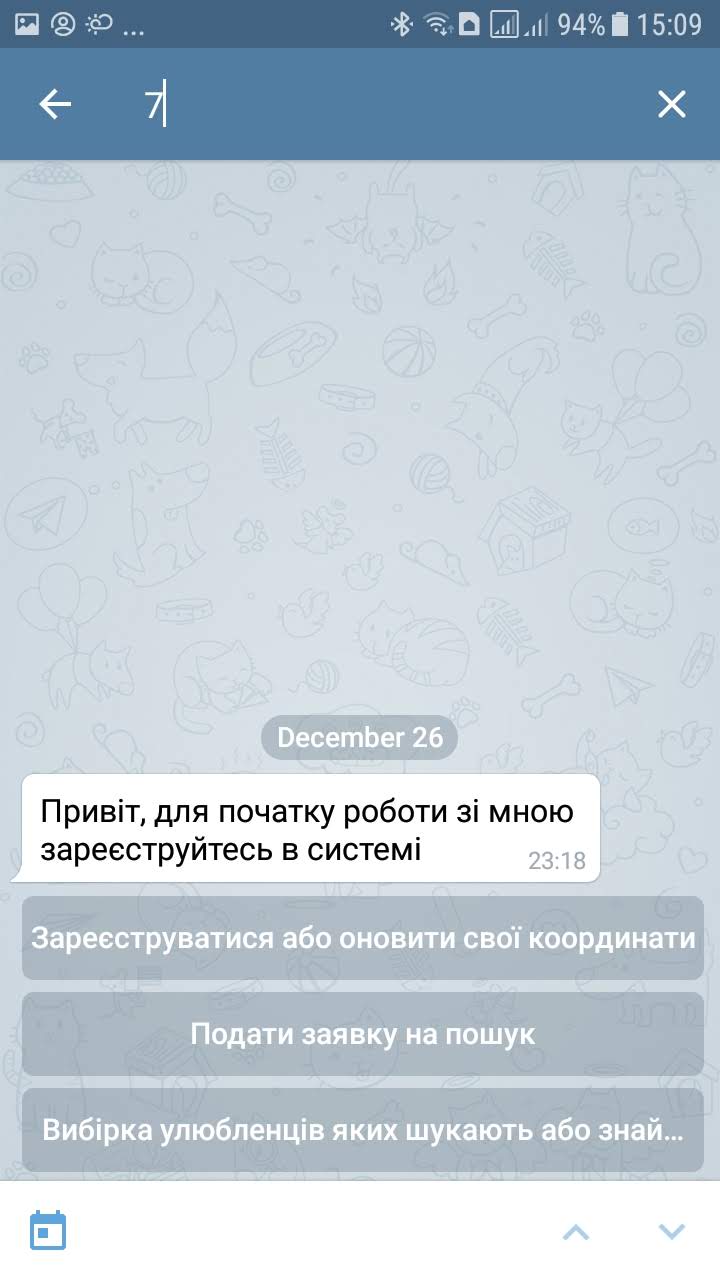 ... 94% 15:09
7
December 26
Привіт, для початку роботи зі мною
зареєструйтесь в системі
23:18
Зареєструватися або оновити свої координати
Подати заявку на пошук
Вибірка улюбленців яких шукають або знай...